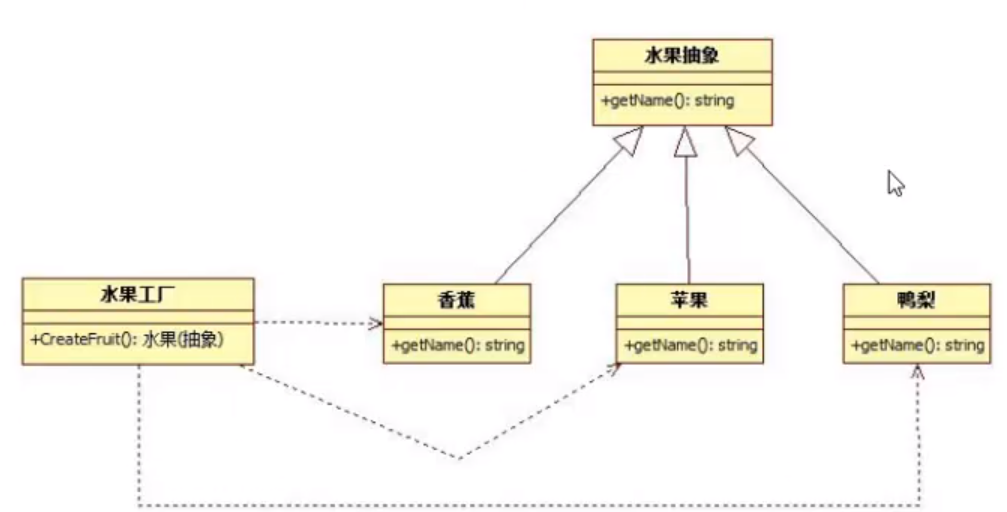 水果抽象
+getName(): string
水果工厂
+CreateFruit(): 水果(抽象)
香蕉
+getName(): string
苹果
+getName(): string
鸭梨
+getName(): string